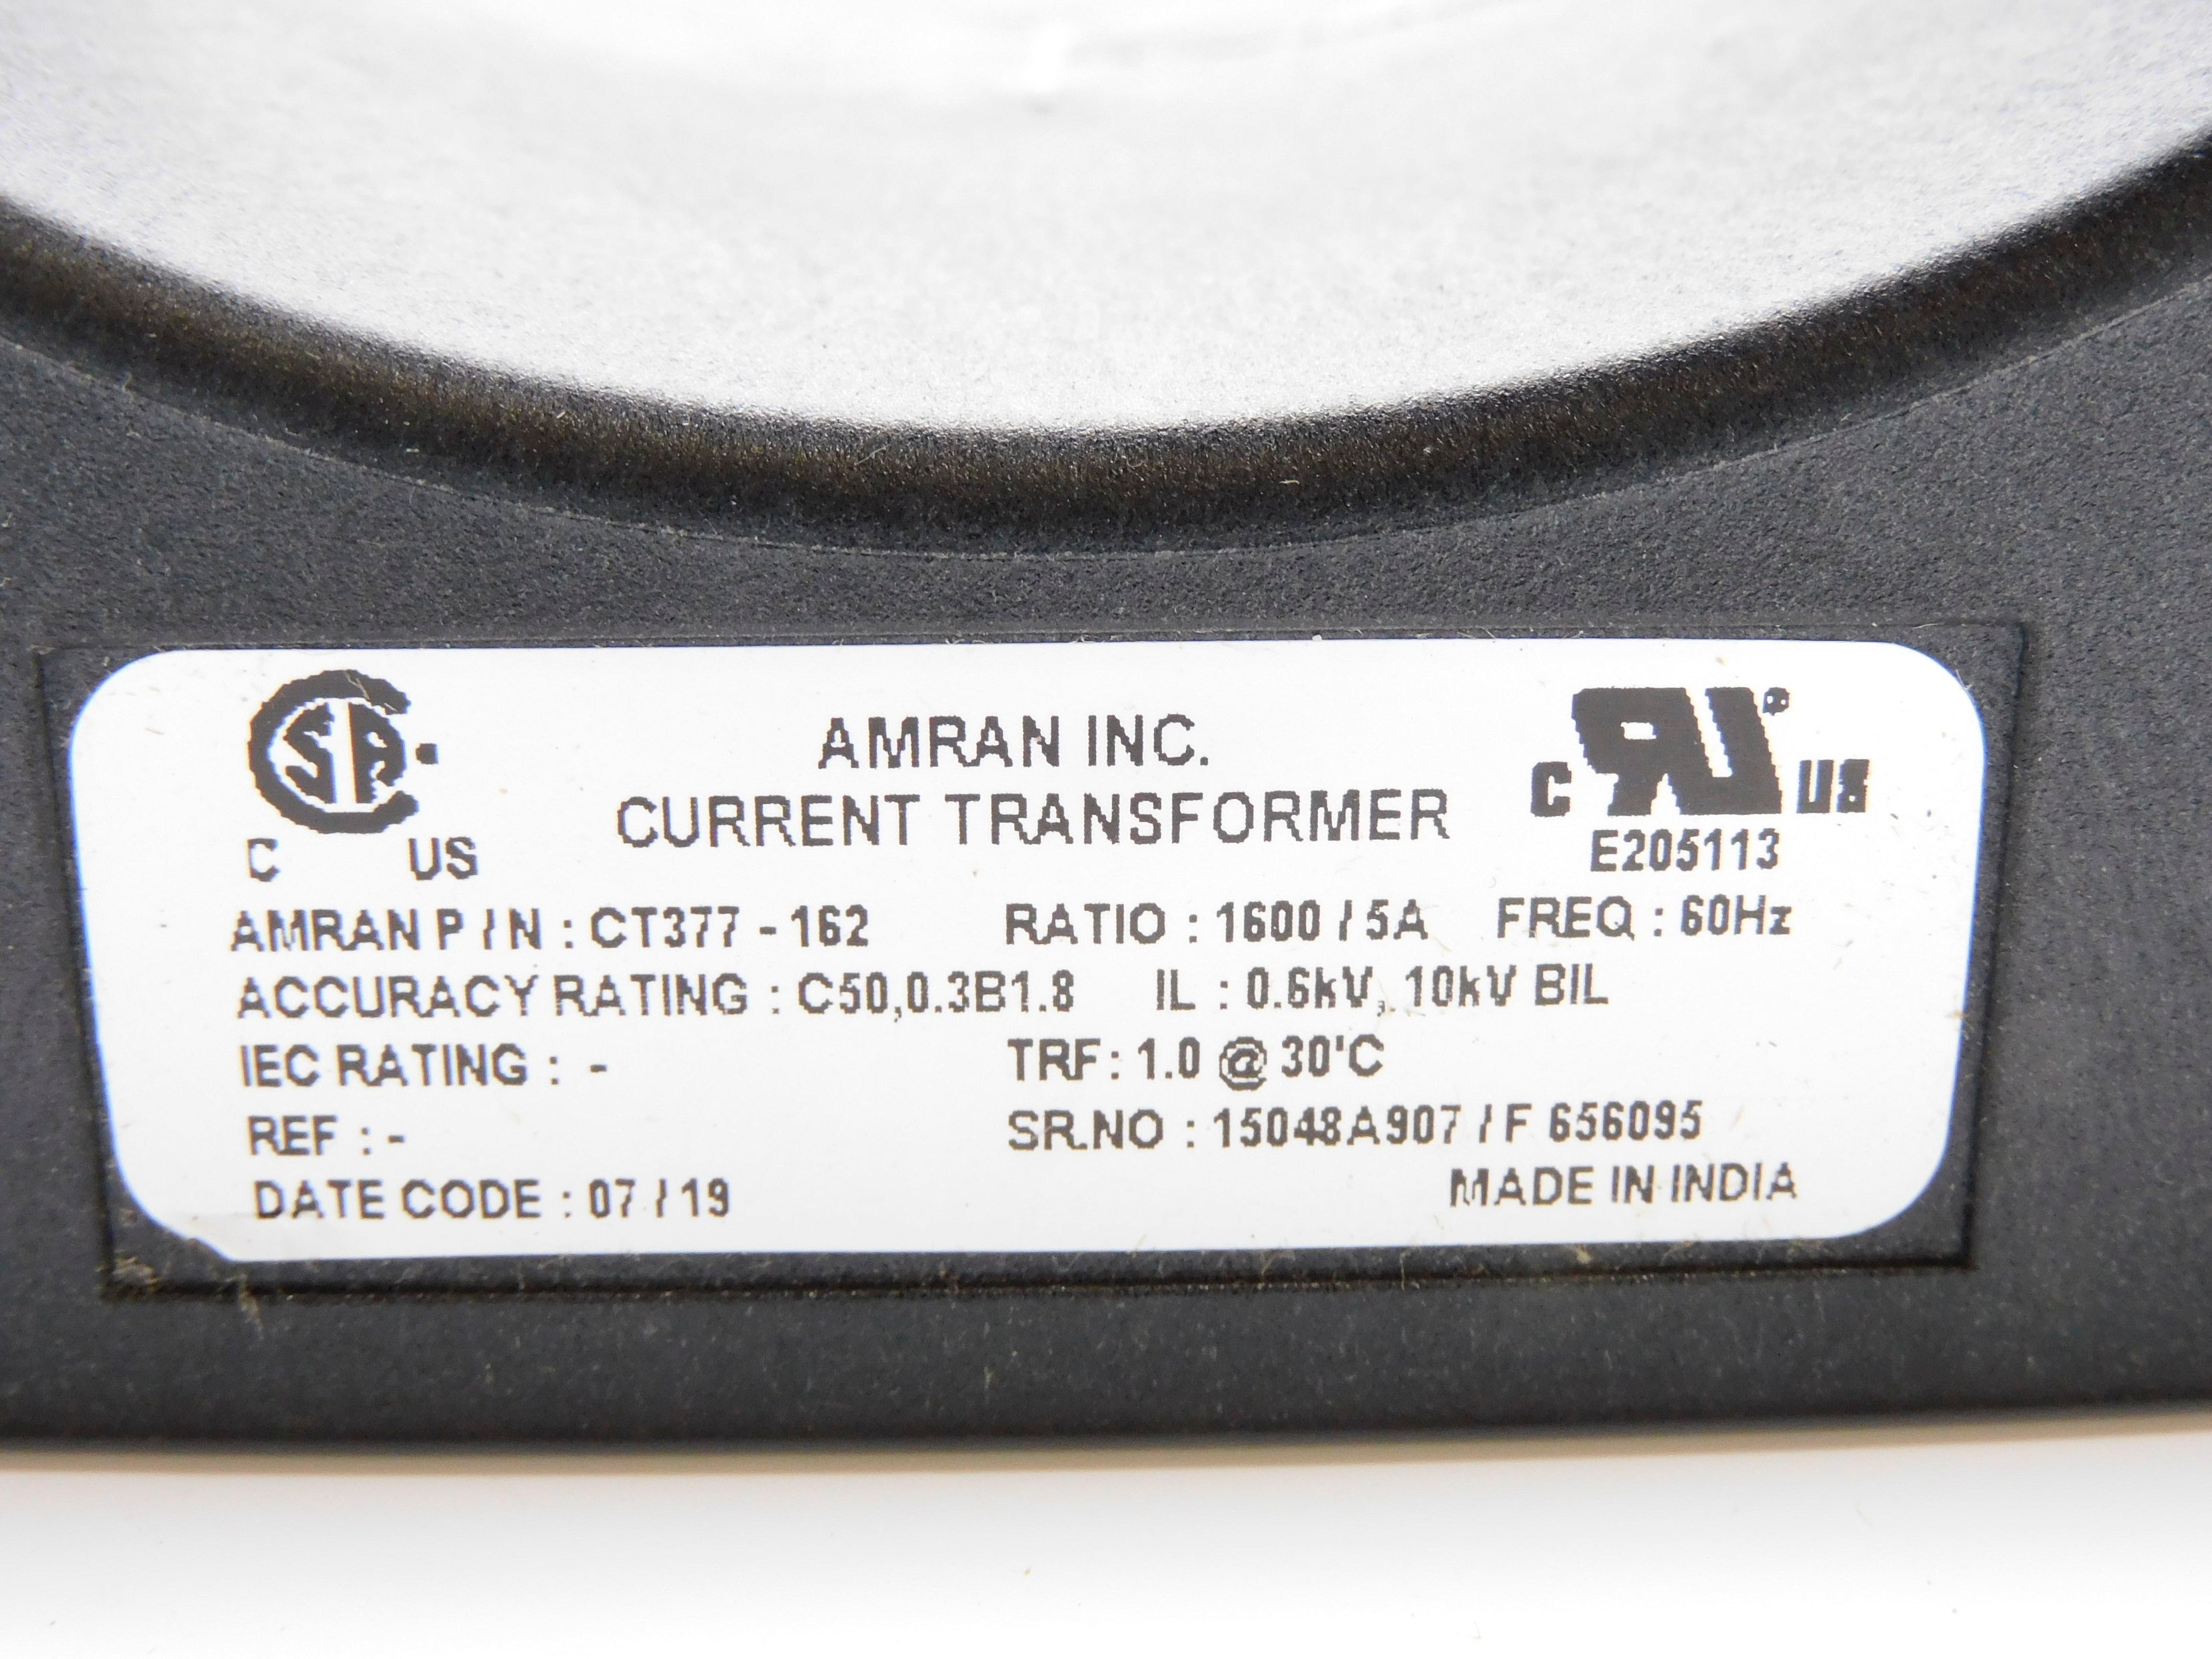 SA
C US
AMRAN INC.
CURRENT TRANSFORMER
RU®
C US
E205113
AMRAN P / N : CT377 - 162 RATIO : 1600 / 5A FREQ : 60Hz
ACCURACY RATING : C50,0.3B1.8 IL : 0.6kV, 10kV BIL
IEC RATING : - TRF : 1.0 @ 30'C
REF : - SR.NO : 15048A907 / F 656095
DATE CODE : 07 / 19 MADE IN INDIA